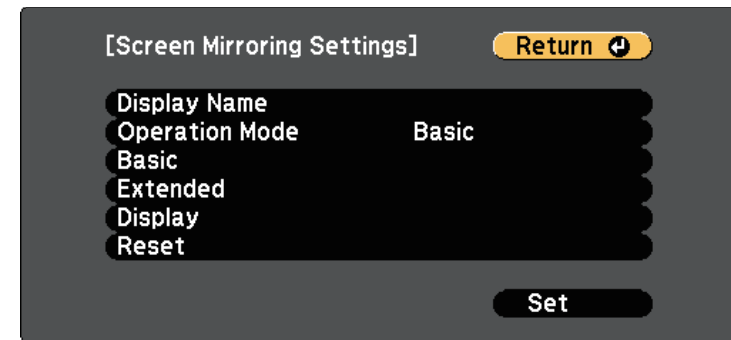 [Screen Mirroring Settings] Return
Display Name
Operation Mode Basic
Basic
Extended
Display
Reset
Set